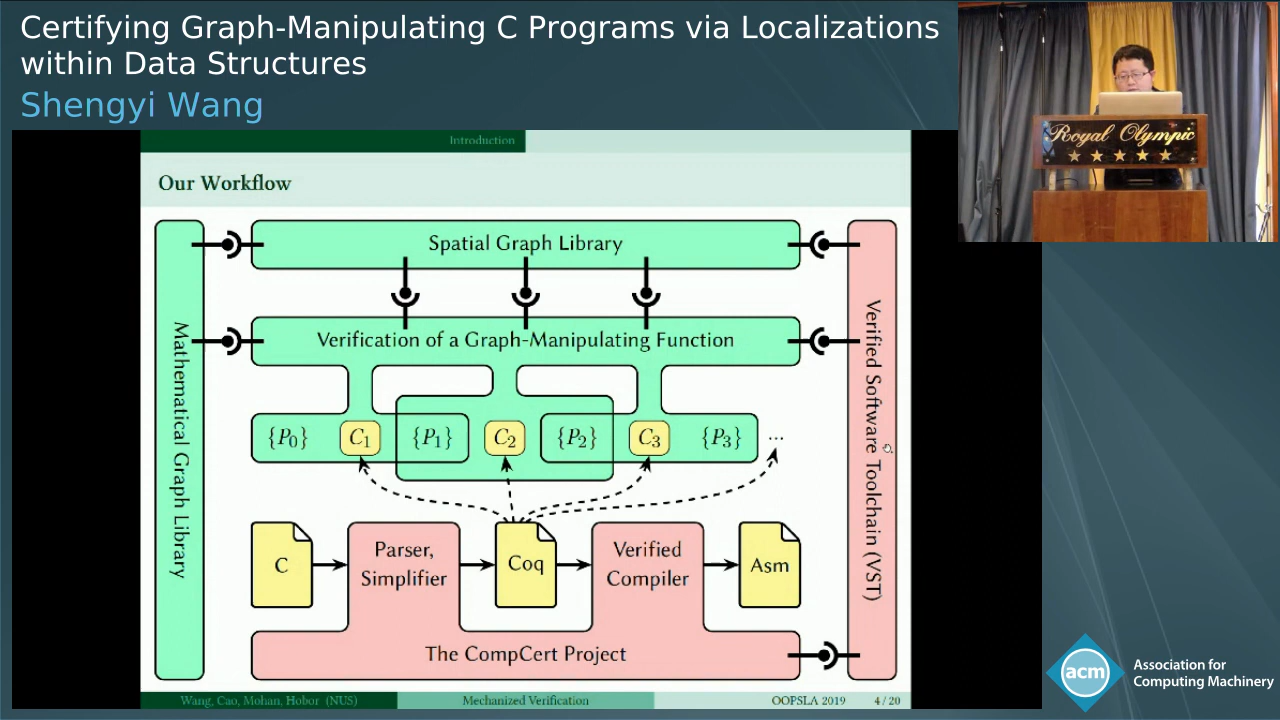 Certifying Graph-Manipulating C Programs via Localizations
within Data Structures
Shengyi Wang
Royal Olympic
Introduction
Our Workflow
Spatial Graph Library
Verification of a Graph-Manipulating Function
Mathematical Graph Library
Verified Software Toolchain (VST)
{P₀} C₁ {P₁} C₂ {P₂} C₃ {P₃} ...
C
Parser,
Simplifier
Coq
Verified
Compiler
Asm
The CompCert Project
Wang, Cao, Mohan, Hobor (NUS) Mechanized Verification OOPSLA 2019 4 / 20
acm
Association for
Computing Machinery